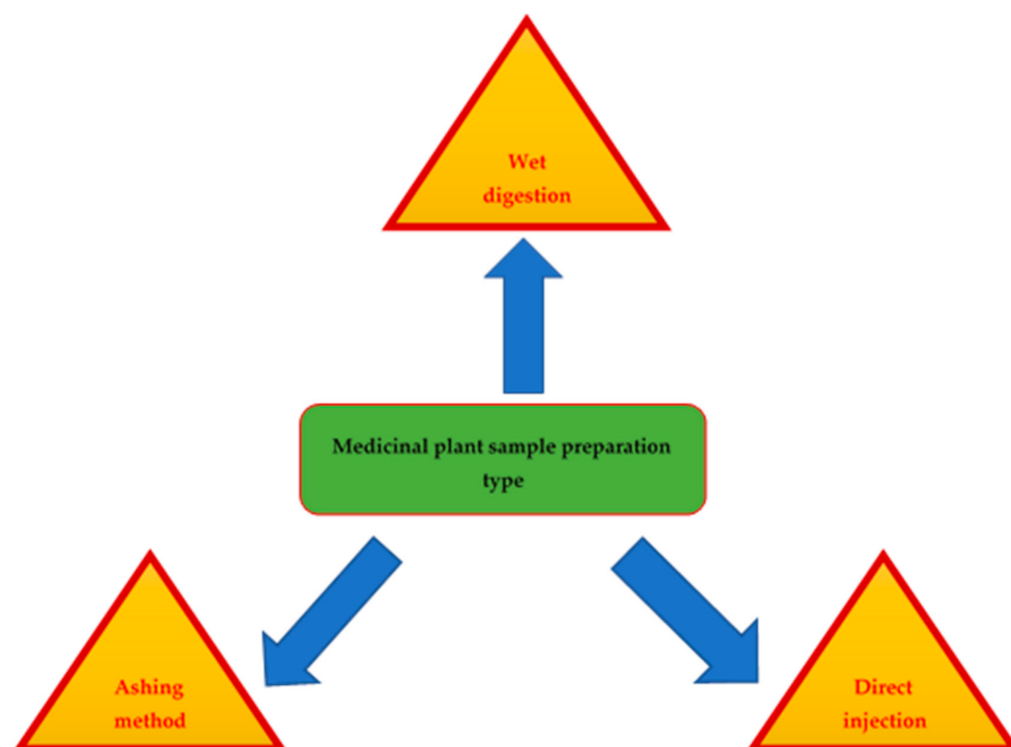 Wet
digestion
Medicinal plant sample preparation
type
Ashing
method
Direct
injection